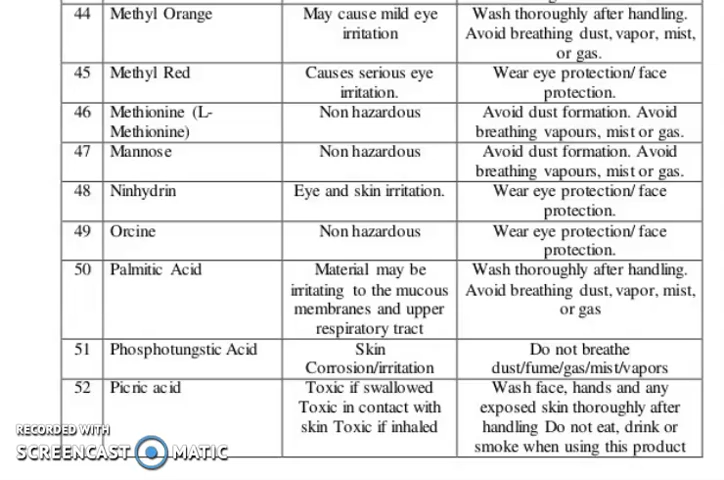 44 Methyl Orange May cause mild eye Wash thoroughly after handling.
irritation Avoid breathing dust, vapor, mist,
or gas.
45 Methyl Red Causes serious eye Wear eye protection/ face
irritation. protection.
46 Methionine (L- Non hazardous Avoid dust formation. Avoid
Methionine) breathing vapours, mist or gas.
47 Mannose Non hazardous Avoid dust formation. Avoid
breathing vapours, mist or gas.
48 Ninhydrin Eye and skin irritation. Wear eye protection/ face
protection.
49 Orcine Non hazardous Wear eye protection/ face
protection.
50 Palmitic Acid Material may be Wash thoroughly after handling.
irritating to the mucous Avoid breathing dust, vapor, mist,
membranes and upper or gas
respiratory tract
51 Phosphotungstic Acid Skin Do not breathe
Corrosion/irritation dust/fume/gas/mist/vapors
52 Picric acid Toxic if swallowed Wash face, hands and any
Toxic in contact with exposed skin thoroughly after
skin Toxic if inhaled handling Do not eat, drink or
smoke when using this product
RECORDED WITH
SCREENCAST MATIC